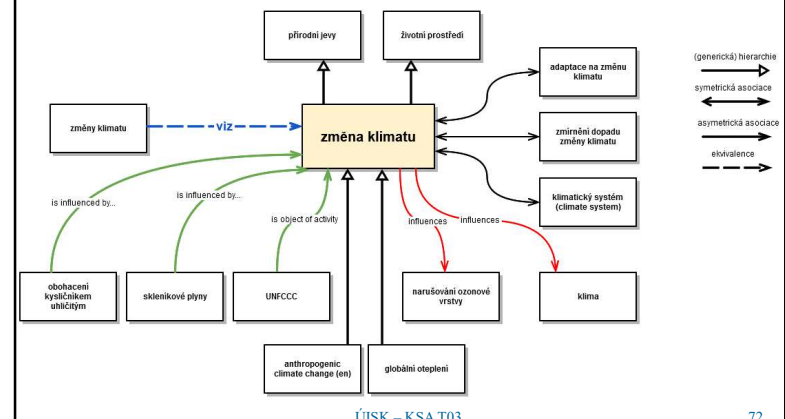 přírodní jevy
životní prostředí
adaptace na změnu
klimatu
(generická) hierarchie
symetrická asociace
asymetrická asociace
ekvivalence
změny klimatu
viz
změna klimatu
zmírnění dopadu
změny klimatu
klimatický systém
(climate system)
is influenced by...
is influenced by...
is object of activity
influences
influences
obohacení
kysličníkem
uhličitým
skleníkové plyny
UNFCCC
narušování ozonové
vrstvy
klima
anthropogenic
climate change (en)
globální oteplení
ÚISK – KSA T03
72